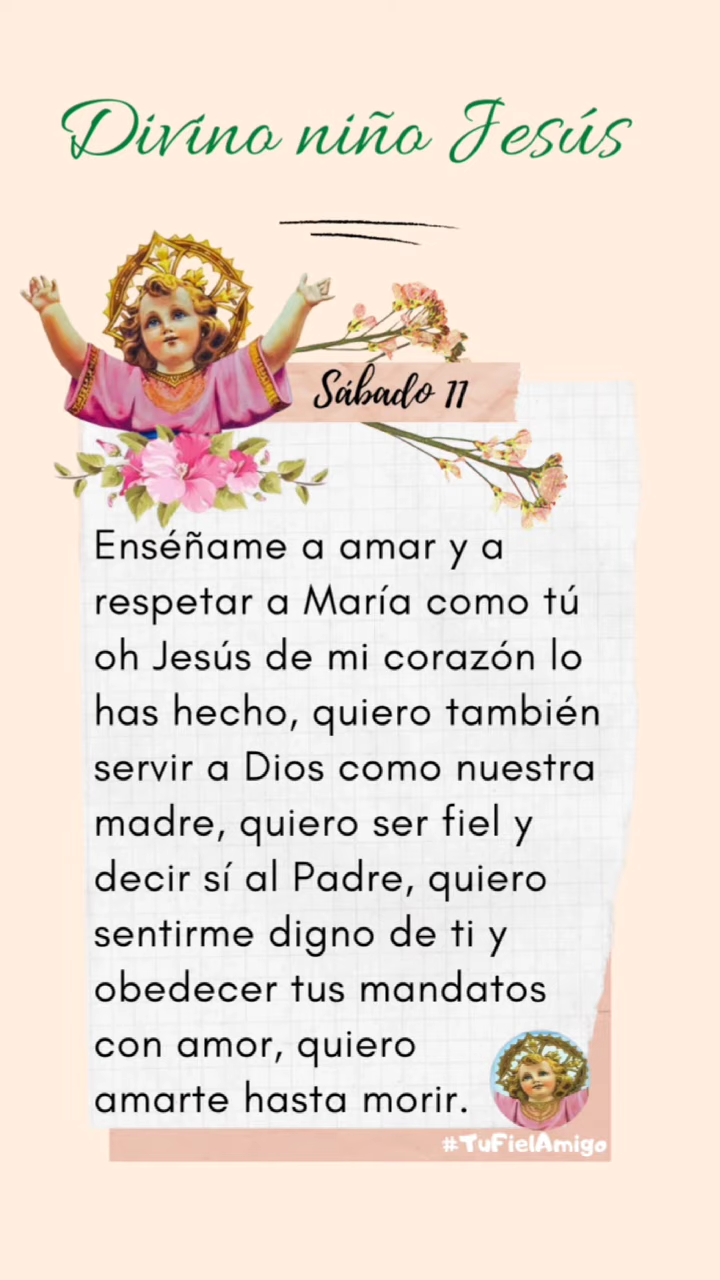 Divino niño Jesús
Sábado 11
Enséñame a amar y a
respetar a María como tú
oh Jesús de mi corazón lo
has hecho, quiero también
servir a Dios como nuestra
madre, quiero ser fiel y
decir sí al Padre, quiero
sentirme digno de ti y
obedecer tus mandatos
con amor, quiero
amarte hasta morir.
#TuFielAmigo